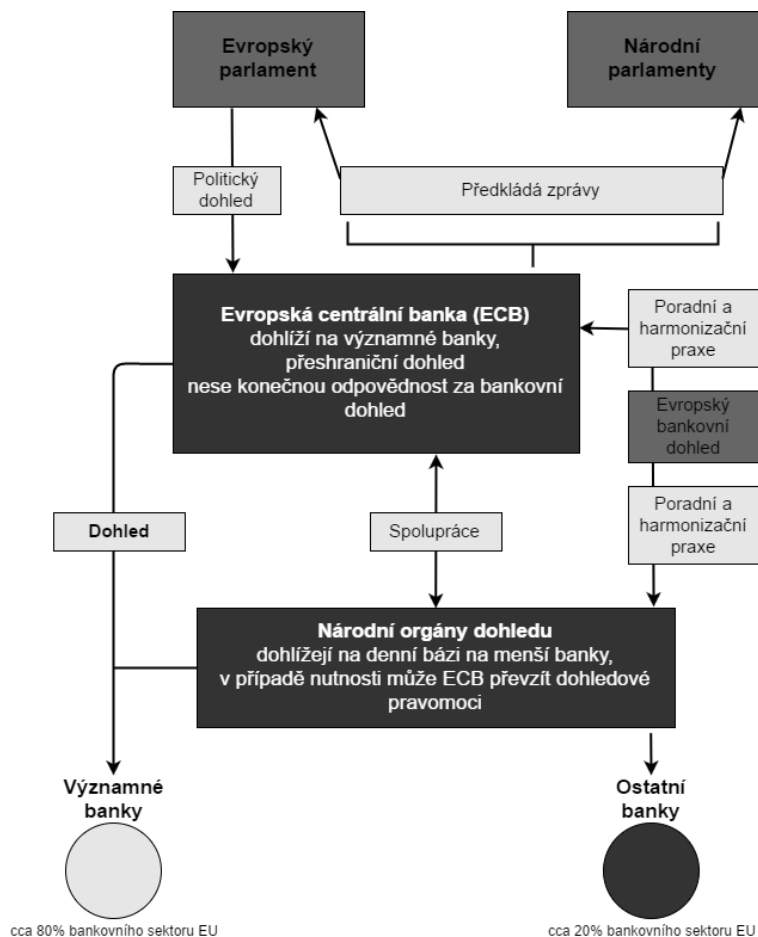 Evropský
parlament
Národní
parlamenty
Politický
dohled
Předkládá zprávy
Evropská centrální banka (ECB)
dohlíží na významné banky,
přeshraniční dohled
nese konečnou odpovědnost za bankovní
dohled
Poradní a
harmonizační
praxe
Evropský
bankovní
dohled
Poradní a
harmonizační
praxe
Dohled
Spolupráce
Národní orgány dohledu
dohlížejí na denní bázi na menší banky,
v případě nutnosti může ECB převzít dohledové
pravomoci
Významné
banky
Ostatní
banky
cca 80% bankovního sektoru EU
cca 20% bankovního sektoru EU